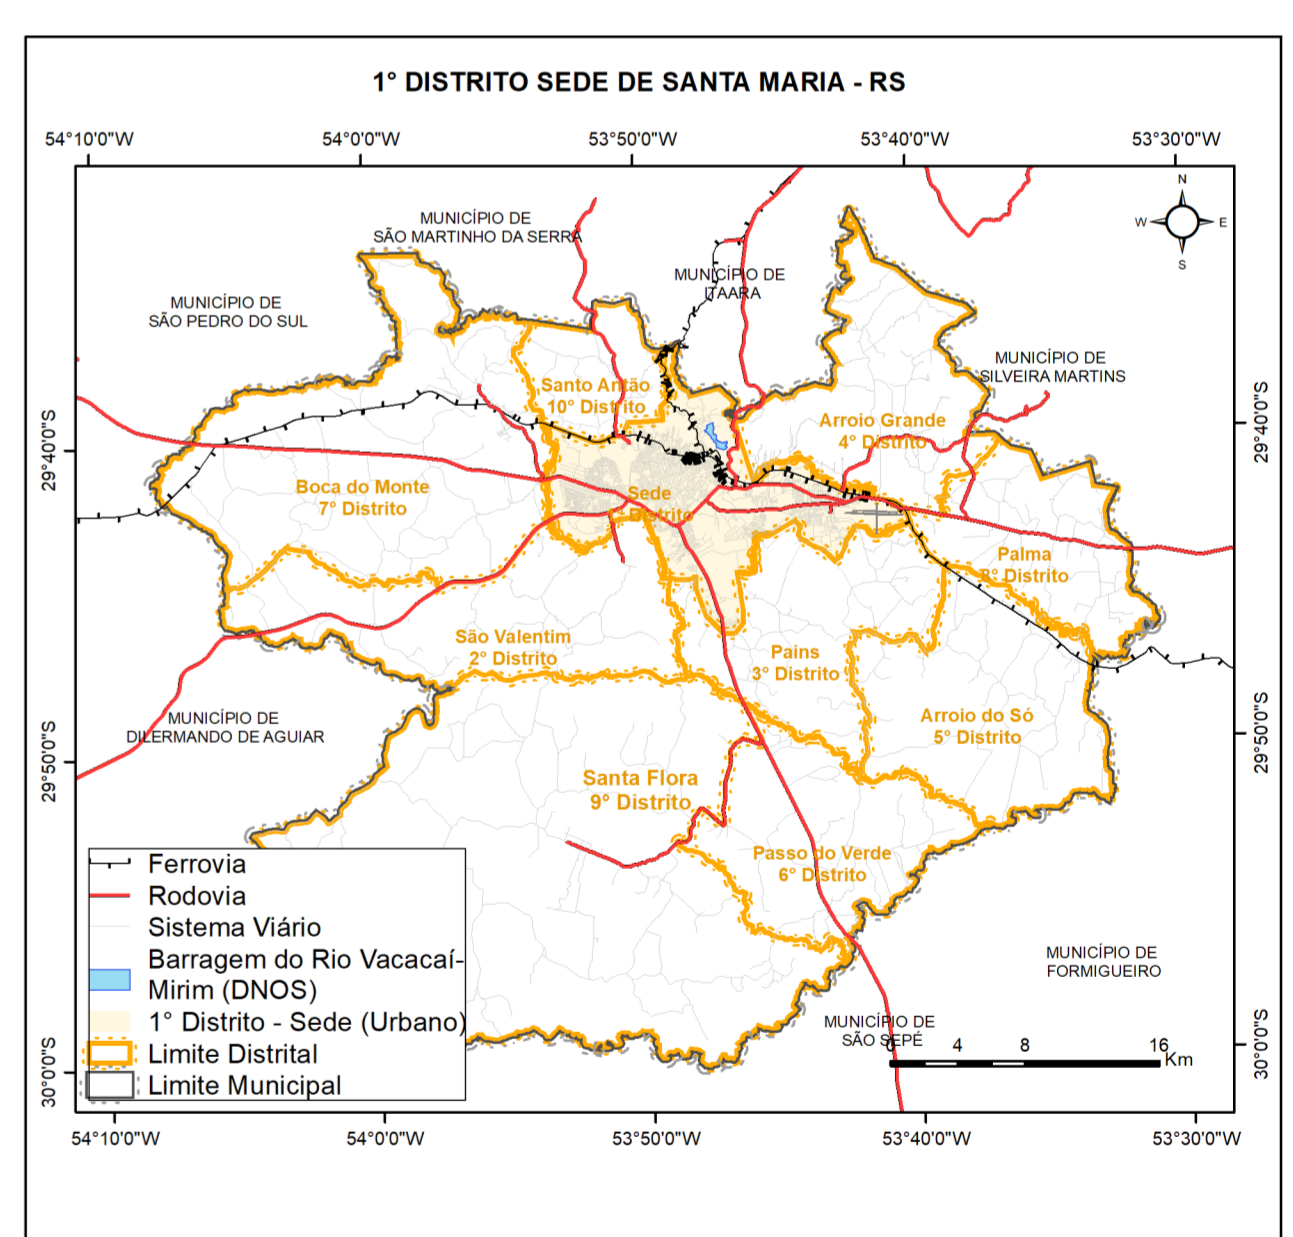 1° DISTRITO SEDE DE SANTA MARIA - RS
54°10'0"W
54°0'0"W
53°50'0"W
53°40'0"W
53°30'0"W
N
W
E
S
MUNICÍPIO DE
SÃO MARTINHO DA SERRA
MUNICÍPIO DE
ITAARA
MUNICÍPIO DE
SÃO PEDRO DO SUL
MUNICÍPIO DE
SILVEIRA MARTINS
Santo Antão
10° Distrito
Arroio Grande
4° Distrito
29°40'0"S
29°40'0"S
Boca do Monte
7° Distrito
Sede
1° Distrito
Palma
8° Distrito
São Valentim
2° Distrito
Pains
3° Distrito
Arroio do Só
5° Distrito
MUNICÍPIO DE
DILERMANDO DE AGUIAR
29°50'0"S
29°50'0"S
Santa Flora
9° Distrito
Passo do Verde
6° Distrito
MUNICÍPIO DE
FORMIGUEIRO
MUNICÍPIO DE
SÃO SEPÉ
0 4 8 16
Km
Ferrovia
Rodovia
Sistema Viário
Barragem do Rio Vacacaí-
Mirim (DNOS)
1° Distrito - Sede (Urbano)
Limite Distrital
Limite Municipal
30°0'0"S
30°0'0"S
54°10'0"W
54°0'0"W
53°50'0"W
53°40'0"W
53°30'0"W